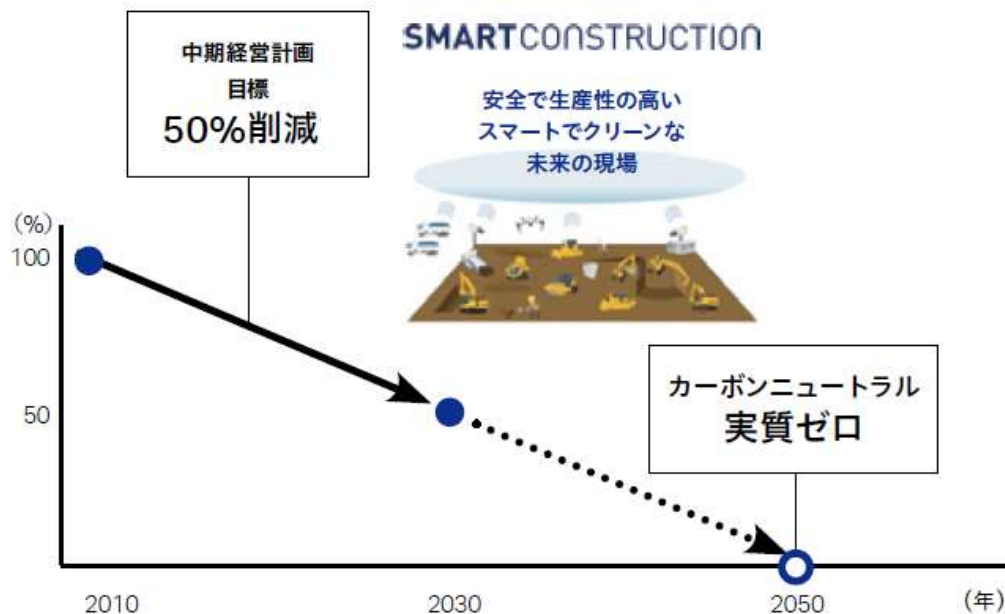 中期経営計画
目標
50%削減
SMARTCONSTRUCTION
安全で生産性の高い
スマートでクリーンな
未来の現場
(%)
100
50
カーボンニュートラル
実質ゼロ
2010
2030
2050
(年)